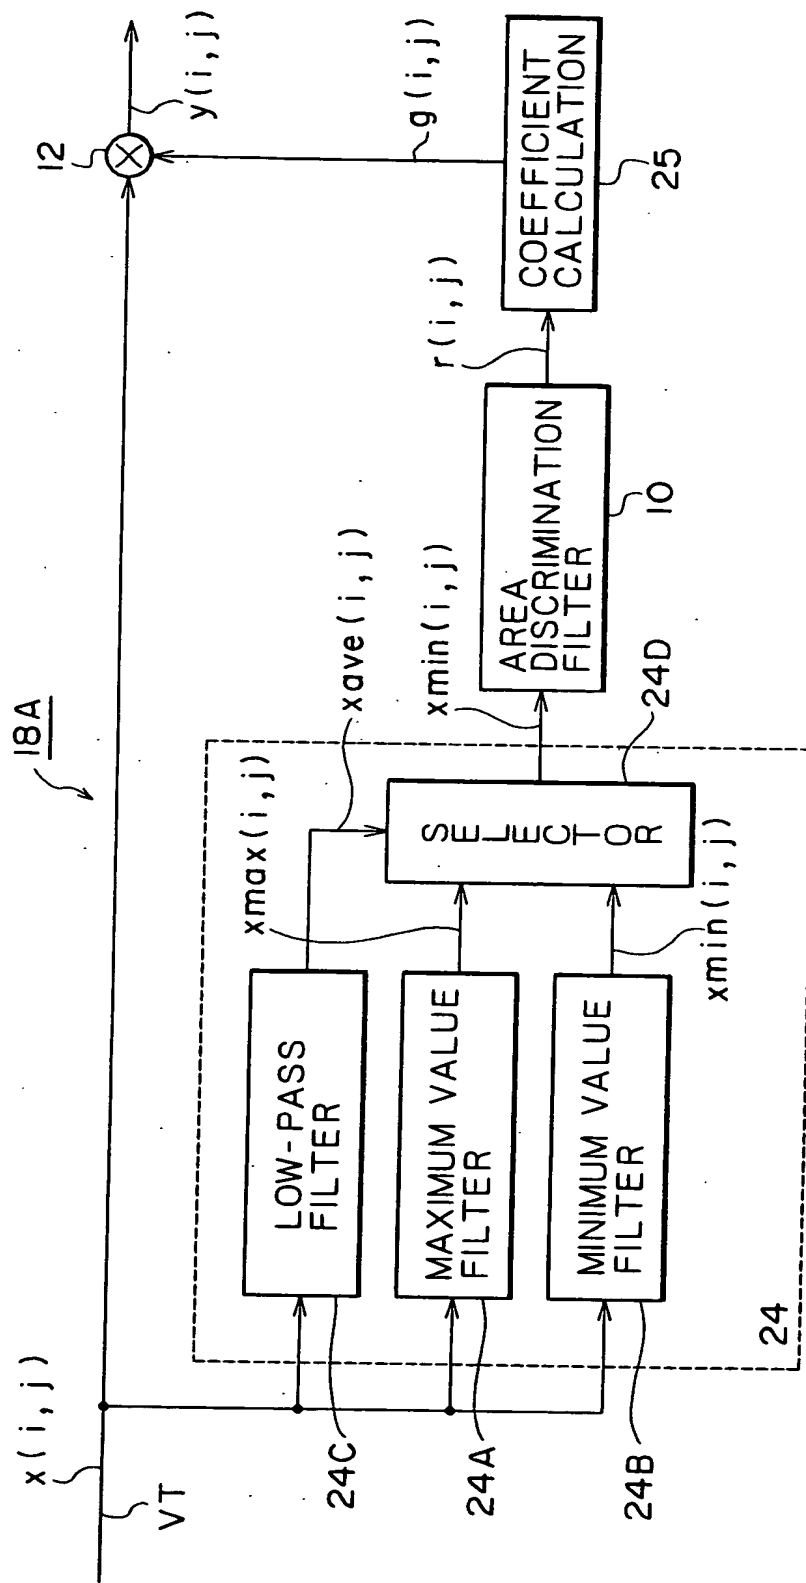 18A
x(i,j)
VT
12
y(i,j)
g(i,j)
LOW-PASS
FILTER
24C
xave(i,j)
MAXIMUM VALUE
FILTER
24A
xmax(i,j)
MINIMUM VALUE
FILTER
24B
xmin(i,j)
SELECTOR
24D
24
xmin(i,j)
AREA
DISCRIMINATION
FILTER
10
r(i,j)
COEFFICIENT
CALCULATION
25